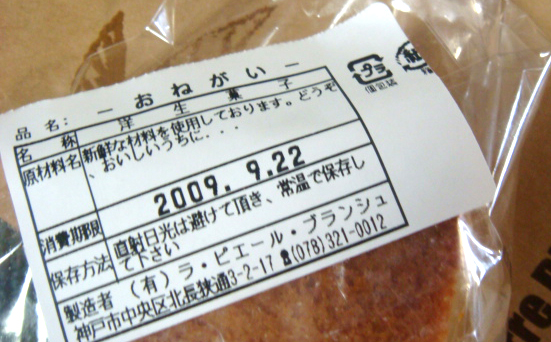 品名: －おねがい－
名称 洋生菓子
原材料名 新鮮な材料を使用しております。どうぞ
、おいしいうちに・・・
消費期限 2009. 9.22
保存方法 直射日光は避けて頂き、常温で保存し
て下さい
製造者 (有)ラ・ピエール・ブランシュ
神戸市中央区北長狭通3-2-17 ☎(078)321-0012
プラ